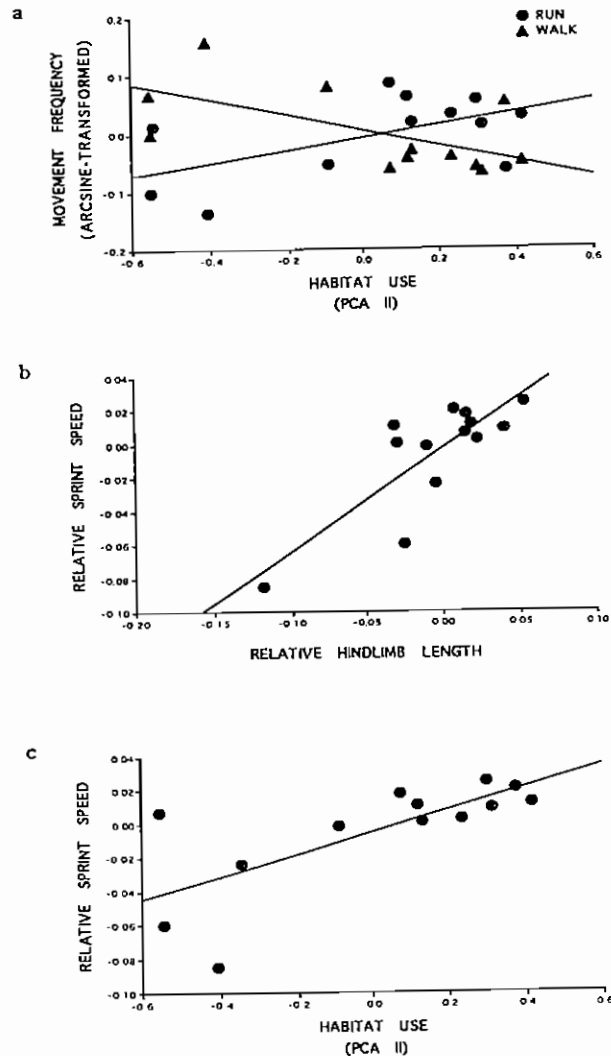 a
RUN
WALK
MOVEMENT FREQUENCY
(ARCSINE-TRANSFORMED)
0.2
0.1
0.0
-0.1
-0.2
-0.6 -0.4 -0.2 0.0 0.2 0.4 0.6
HABITAT USE
(PCA II)
b
RELATIVE SPRINT SPEED
0.04
0.02
0.00
-0.02
-0.04
-0.06
-0.08
-0.10
-0.20 -0.15 -0.10 -0.05 0.00 0.05 0.10
RELATIVE HINDLIMB LENGTH
c
RELATIVE SPRINT SPEED
0.04
0.02
0.00
-0.02
-0.04
-0.06
-0.08
-0.10
-0.6 -0.4 -0.2 0.0 0.2 0.4 0.6
HABITAT USE
(PCA II)